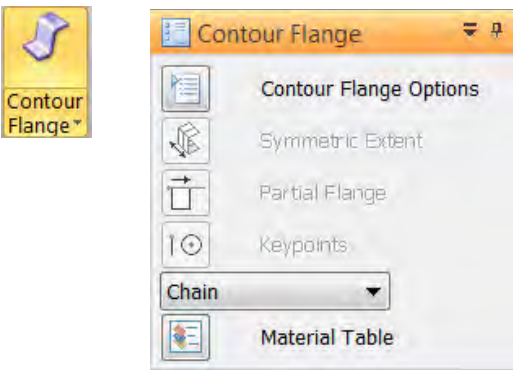 Contour
Flange
Contour Flange
Contour Flange Options
Symmetric Extent
Partial Flange
Keypoints
Chain
Material Table